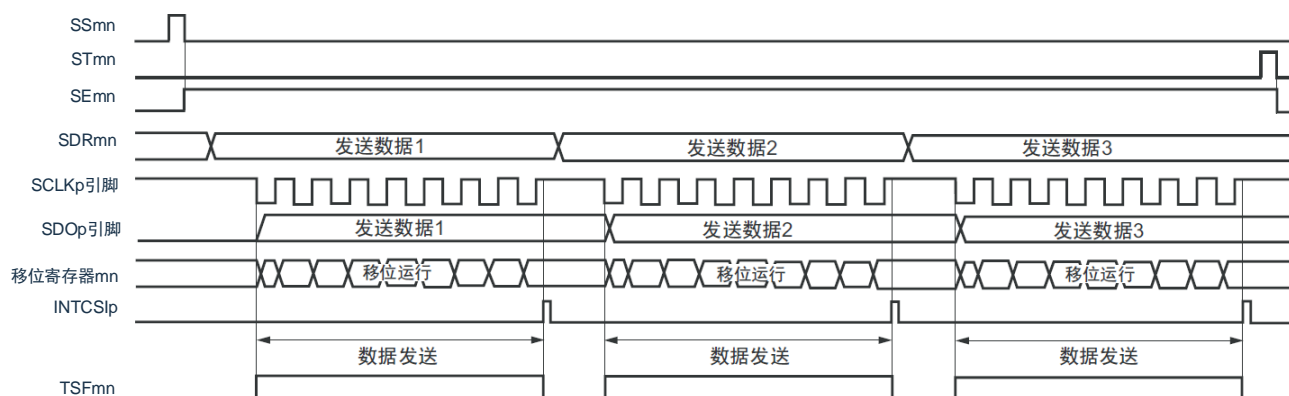 SSmn
STmn
SEmn
SDRmn 发送数据1 发送数据2 发送数据3
SCLKp引脚
SDOp引脚 发送数据1 发送数据2 发送数据3
移位寄存器mn 移位运行 移位运行 移位运行
INTCSIp
数据发送 数据发送 数据发送
TSFmn